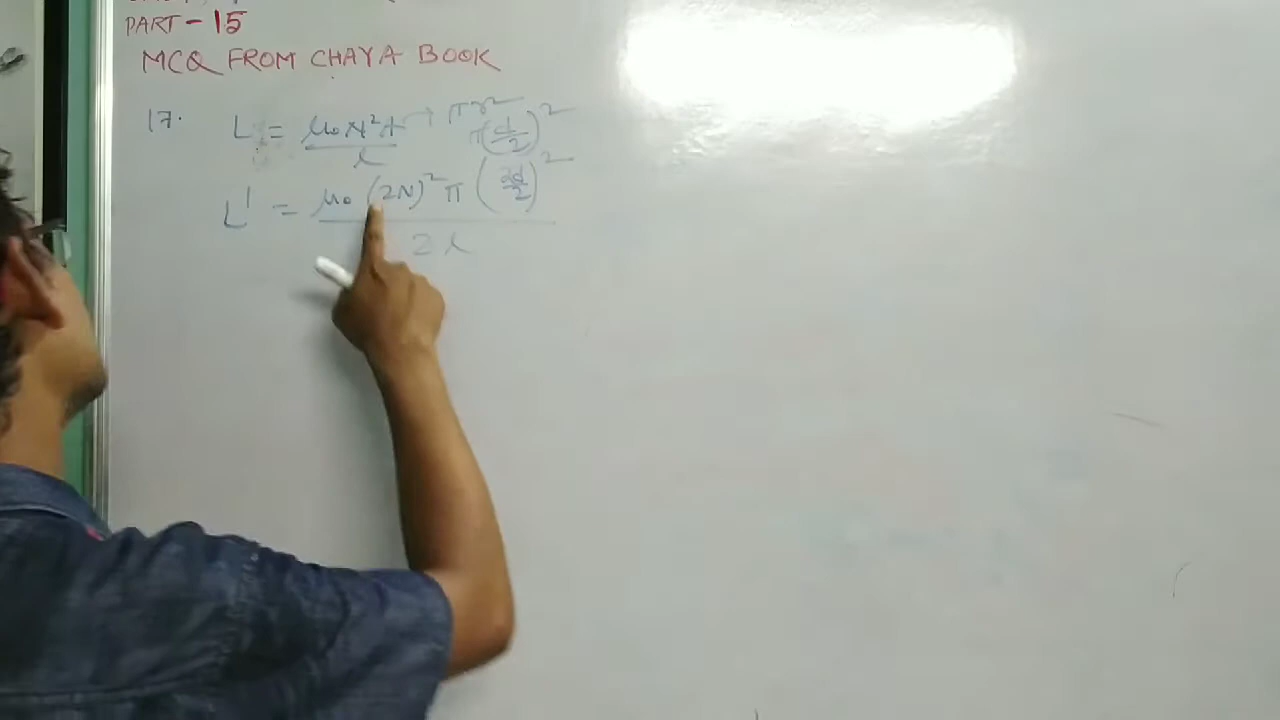 PART - 15
MCQ FROM CHAYA BOOK
17. L = μ₀N²A / l → πr²
π(d/2)²
L' = μ₀ (2N)² π (2d/2)² / 2l